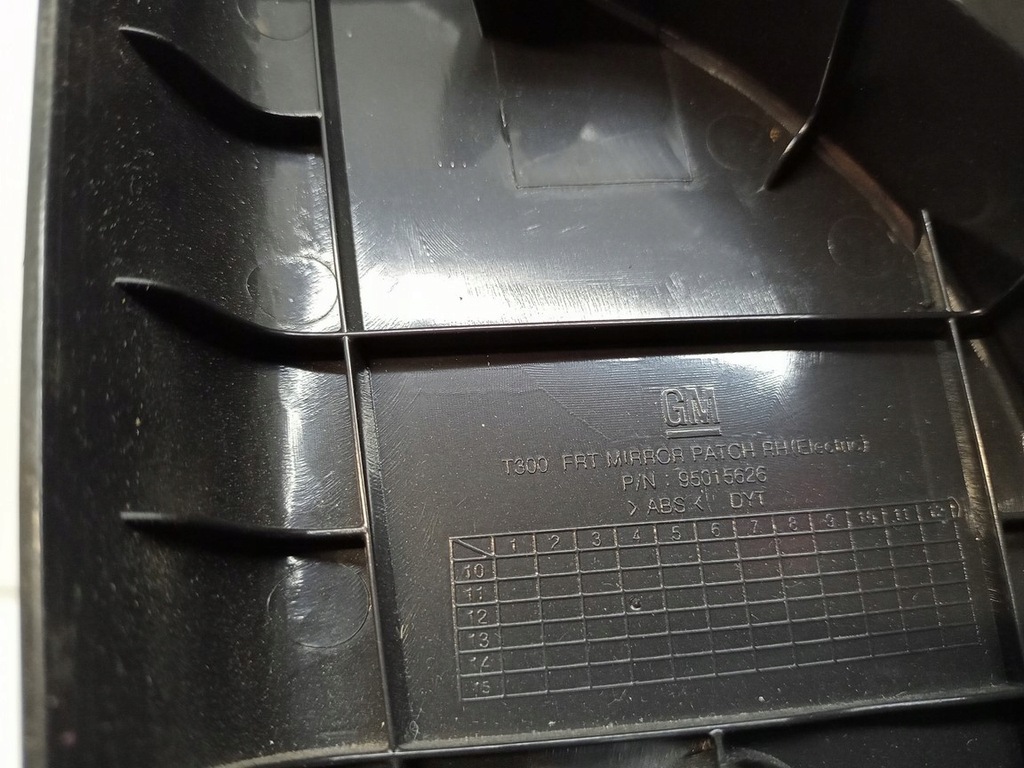 GM
T300 FRT MIRROR PATCH RH(Electric)
P/N : 95015626
>ABS< DYT
1 2 3 4 5 6 7 8 9 10 11 12
10
11
12
13
14
15